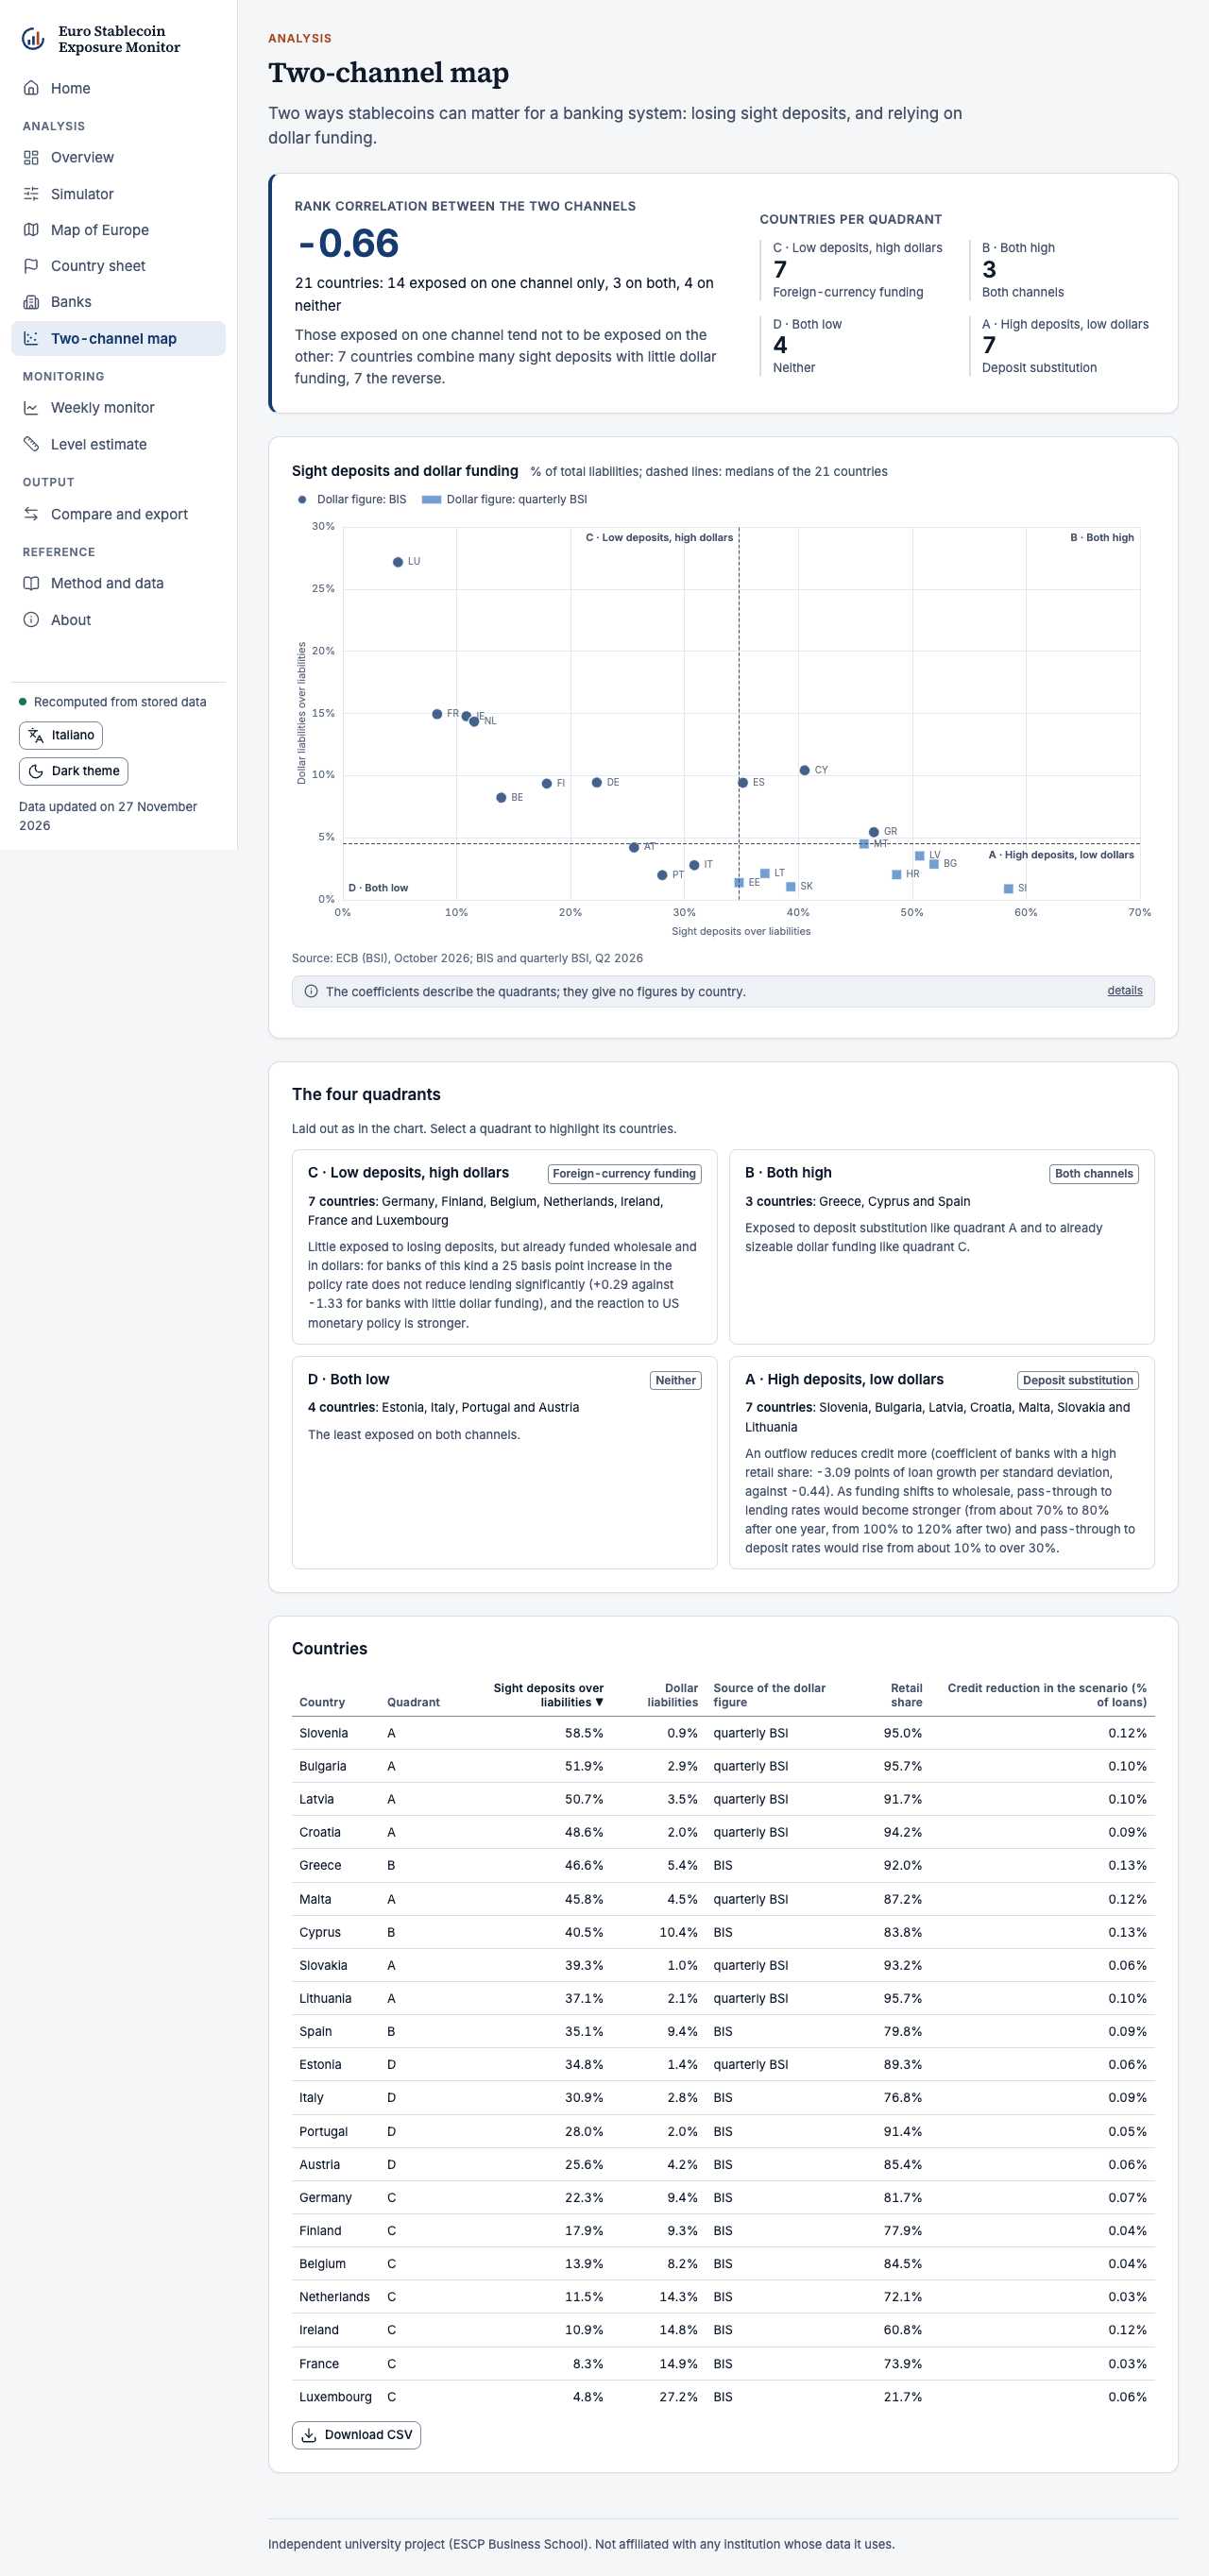 Euro Stablecoin
Exposure Monitor
Home
ANALYSIS
Overview
Simulator
Map of Europe
Country sheet
Banks
Two-channel map
MONITORING
Weekly monitor
Level estimate
OUTPUT
Compare and export
REFERENCE
Method and data
About
Recomputed from stored data
Italiano
Dark theme
Data updated on 27 November
2026
ANALYSIS
Two-channel map
Two ways stablecoins can matter for a banking system: losing sight deposits, and relying on
dollar funding.
RANK CORRELATION BETWEEN THE TWO CHANNELS
-0.66
21 countries: 14 exposed on one channel only, 3 on both, 4 on
neither
Those exposed on one channel tend not to be exposed on the
other: 7 countries combine many sight deposits with little dollar
funding, 7 the reverse.
COUNTRIES PER QUADRANT
C · Low deposits, high dollars
7
Foreign-currency funding
B · Both high
3
Both channels
D · Both low
4
Neither
A · High deposits, low dollars
7
Deposit substitution
Sight deposits and dollar funding % of total liabilities; dashed lines: medians of the 21 countries
Dollar figure: BIS Dollar figure: quarterly BSI
30%
25%
20%
15%
10%
5%
0%
Dollar liabilities over liabilities
C · Low deposits, high dollars
B · Both high
LU
FR
IE
NL
BE
FI
DE
ES
CY
GR
AT
MT
PT
IT
EE
LT
SK
HR
LV
BG
SI
A · High deposits, low dollars
D · Both low
0% 10% 20% 30% 40% 50% 60% 70%
Sight deposits over liabilities
Source: ECB (BSI), October 2026; BIS and quarterly BSI, Q2 2026
The coefficients describe the quadrants; they give no figures by country. details
The four quadrants
Laid out as in the chart. Select a quadrant to highlight its countries.
C · Low deposits, high dollars Foreign-currency funding
7 countries: Germany, Finland, Belgium, Netherlands, Ireland,
France and Luxembourg
Little exposed to losing deposits, but already funded wholesale and
in dollars: for banks of this kind a 25 basis point increase in the
policy rate does not reduce lending significantly (+0.29 against
-1.33 for banks with little dollar funding), and the reaction to US
monetary policy is stronger.
B · Both high Both channels
3 countries: Greece, Cyprus and Spain
Exposed to deposit substitution like quadrant A and to already
sizeable dollar funding like quadrant C.
D · Both low Neither
4 countries: Estonia, Italy, Portugal and Austria
The least exposed on both channels.
A · High deposits, low dollars Deposit substitution
7 countries: Slovenia, Bulgaria, Latvia, Croatia, Malta, Slovakia and
Lithuania
An outflow reduces credit more (coefficient of banks with a high
retail share: -3.09 points of loan growth per standard deviation,
against -0.44). As funding shifts to wholesale, pass-through to
lending rates would become stronger (from about 70% to 80%
after one year, from 100% to 120% after two) and pass-through to
deposit rates would rise from about 10% to over 30%.
Countries
Country Quadrant Sight deposits over liabilities ▼ Dollar liabilities Source of the dollar figure Retail share Credit reduction in the scenario (% of loans)
Slovenia A 58.5% 0.9% quarterly BSI 95.0% 0.12%
Bulgaria A 51.9% 2.9% quarterly BSI 95.7% 0.10%
Latvia A 50.7% 3.5% quarterly BSI 91.7% 0.10%
Croatia A 48.6% 2.0% quarterly BSI 94.2% 0.09%
Greece B 46.6% 5.4% BIS 92.0% 0.13%
Malta A 45.8% 4.5% quarterly BSI 87.2% 0.12%
Cyprus B 40.5% 10.4% BIS 83.8% 0.13%
Slovakia A 39.3% 1.0% quarterly BSI 93.2% 0.06%
Lithuania A 37.1% 2.1% quarterly BSI 95.7% 0.10%
Spain B 35.1% 9.4% BIS 79.8% 0.09%
Estonia D 34.8% 1.4% quarterly BSI 89.3% 0.06%
Italy D 30.9% 2.8% BIS 76.8% 0.09%
Portugal D 28.0% 2.0% BIS 91.4% 0.05%
Austria D 25.6% 4.2% BIS 85.4% 0.06%
Germany C 22.3% 9.4% BIS 81.7% 0.07%
Finland C 17.9% 9.3% BIS 77.9% 0.04%
Belgium C 13.9% 8.2% BIS 84.5% 0.04%
Netherlands C 11.5% 14.3% BIS 72.1% 0.03%
Ireland C 10.9% 14.8% BIS 60.8% 0.12%
France C 8.3% 14.9% BIS 73.9% 0.03%
Luxembourg C 4.8% 27.2% BIS 21.7% 0.06%
Download CSV
Independent university project (ESCP Business School). Not affiliated with any institution whose data it uses.